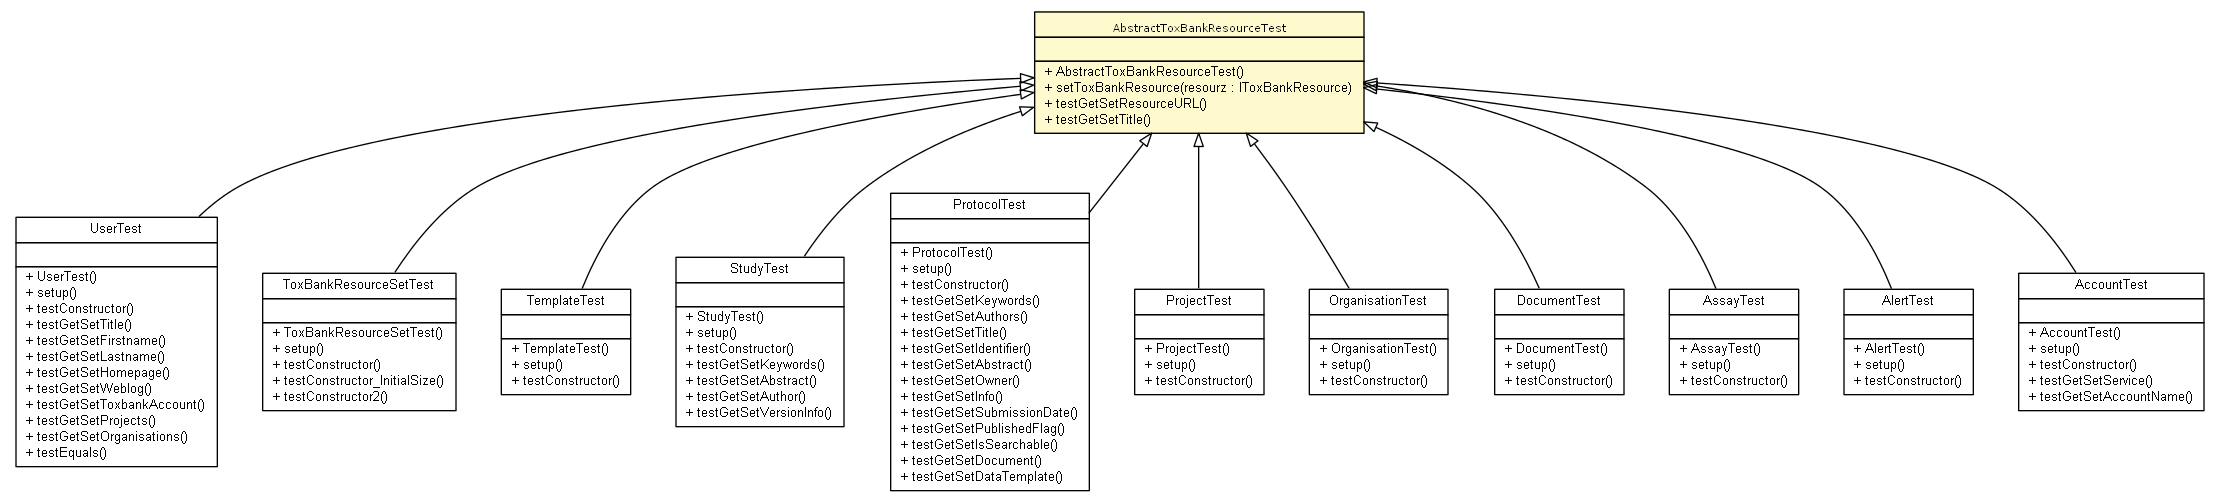 AbstractToxBankResourceTest
+ AbstractToxBankResourceTest()
+ setToxBankResource(resourz : IToxBankResource)
+ testGetSetResourceURL()
+ testGetSetTitle()
UserTest
+ UserTest()
+ setup()
+ testConstructor()
+ testGetSetTitle()
+ testGetSetFirstname()
+ testGetSetLastname()
+ testGetSetHomepage()
+ testGetSetWeblog()
+ testGetSetToxbankAccount()
+ testGetSetProjects()
+ testGetSetOrganisations()
+ testEquals()
ToxBankResourceSetTest
+ ToxBankResourceSetTest()
+ setup()
+ testConstructor()
+ testConstructor_InitialSize()
+ testConstructor2()
TemplateTest
+ TemplateTest()
+ setup()
+ testConstructor()
StudyTest
+ StudyTest()
+ setup()
+ testConstructor()
+ testGetSetKeywords()
+ testGetSetAbstract()
+ testGetSetAuthor()
+ testGetSetVersionInfo()
ProtocolTest
+ ProtocolTest()
+ setup()
+ testConstructor()
+ testGetSetKeywords()
+ testGetSetAuthors()
+ testGetSetTitle()
+ testGetSetIdentifier()
+ testGetSetAbstract()
+ testGetSetOwner()
+ testGetSetInfo()
+ testGetSetSubmissionDate()
+ testGetSetPublishedFlag()
+ testGetSetIsSearchable()
+ testGetSetDocument()
+ testGetSetDataTemplate()
ProjectTest
+ ProjectTest()
+ setup()
+ testConstructor()
OrganisationTest
+ OrganisationTest()
+ setup()
+ testConstructor()
DocumentTest
+ DocumentTest()
+ setup()
+ testConstructor()
AssayTest
+ AssayTest()
+ setup()
+ testConstructor()
AlertTest
+ AlertTest()
+ setup()
+ testConstructor()
AccountTest
+ AccountTest()
+ setup()
+ testConstructor()
+ testGetSetService()
+ testGetSetAccountName()